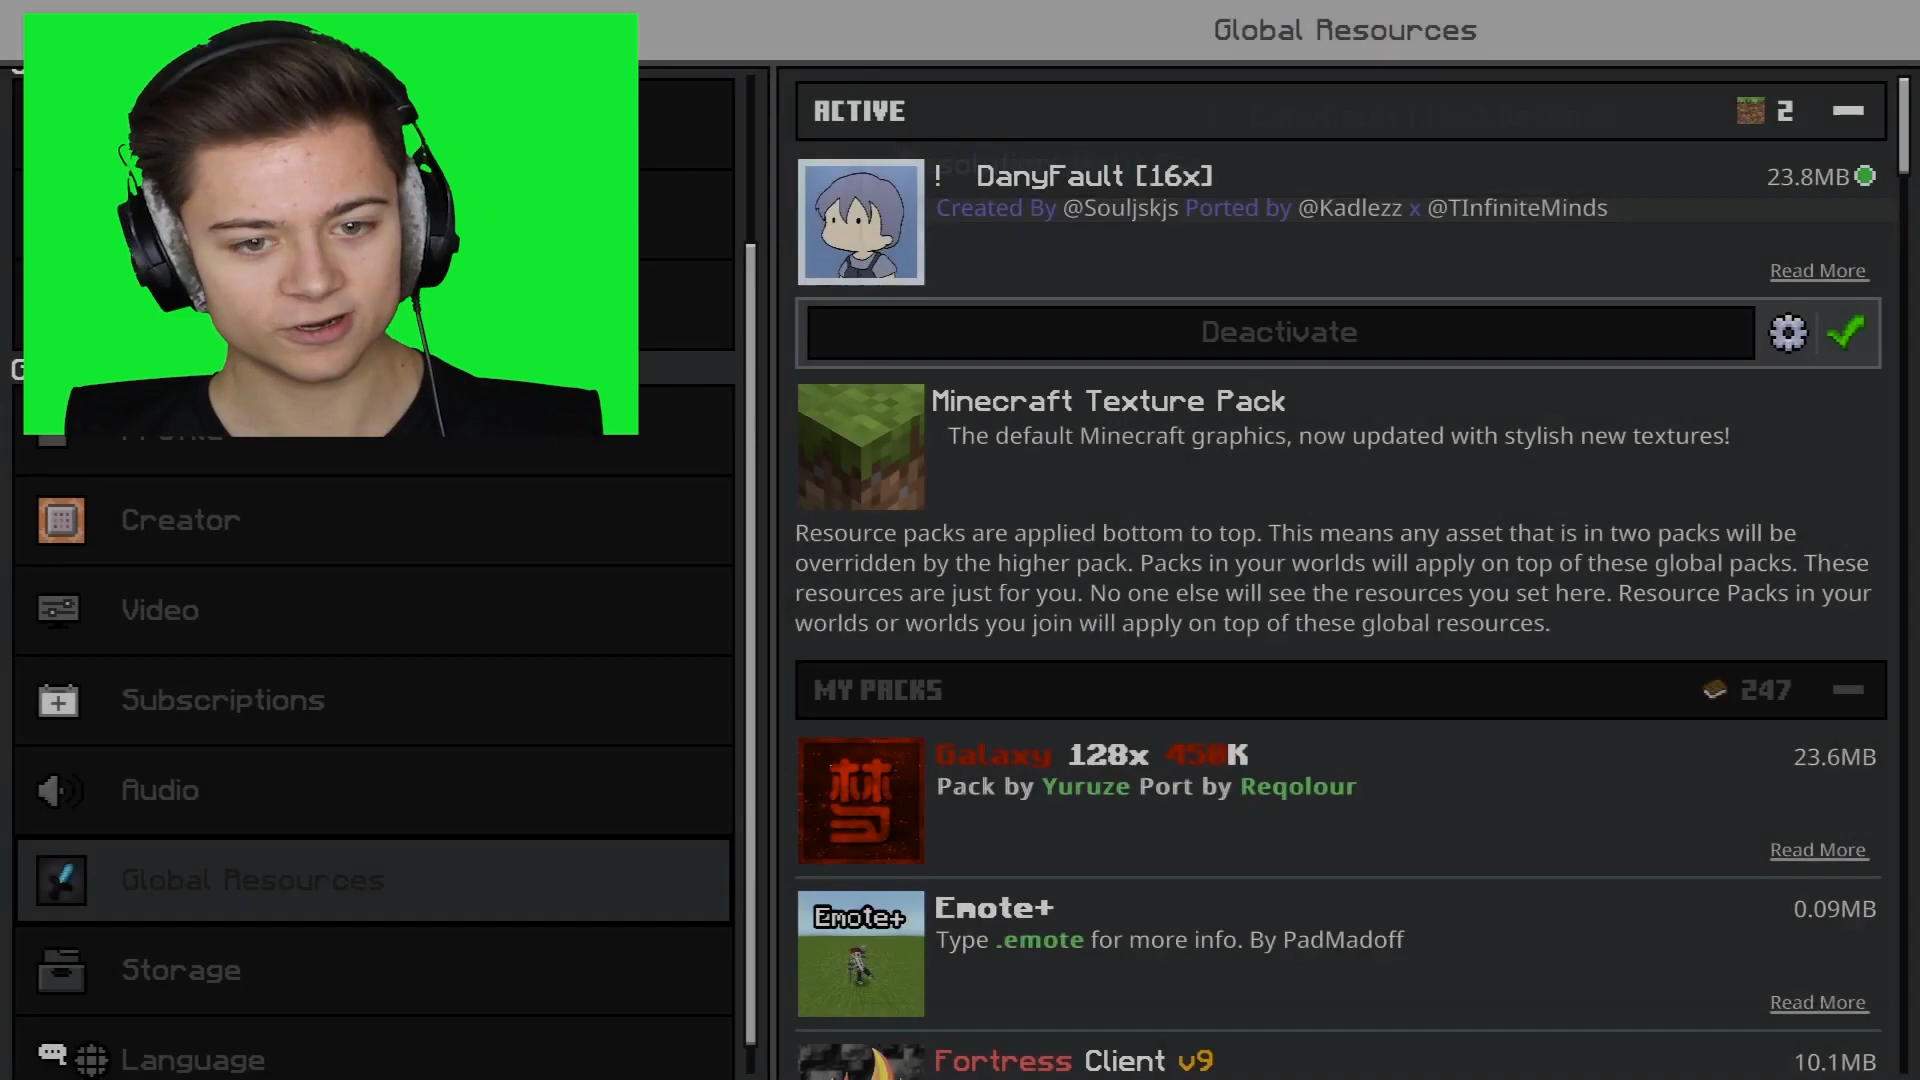 Global Resources
Creator
Video
Subscriptions
Audio
Global Resources
Storage
Language
ACTIVE
2
! DanyFault [16x]
23.8MB
Created By @Souljskjs Ported by @Kadlezz x @TInfiniteMinds
Read More
Deactivate
Minecraft Texture Pack
The default Minecraft graphics, now updated with stylish new textures!
Resource packs are applied bottom to top. This means any asset that is in two packs will be
overridden by the higher pack. Packs in your worlds will apply on top of these global packs. These
resources are just for you. No one else will see the resources you set here. Resource Packs in your
worlds or worlds you join will apply on top of these global resources.
MY PACKS
247
梦
Galaxy 128x 450K
23.6MB
Pack by Yuruze Port by Reqolour
Read More
Emote+
Emote+
0.09MB
Type .emote for more info. By PadMadoff
Read More
Fortress Client v9
10.1MB